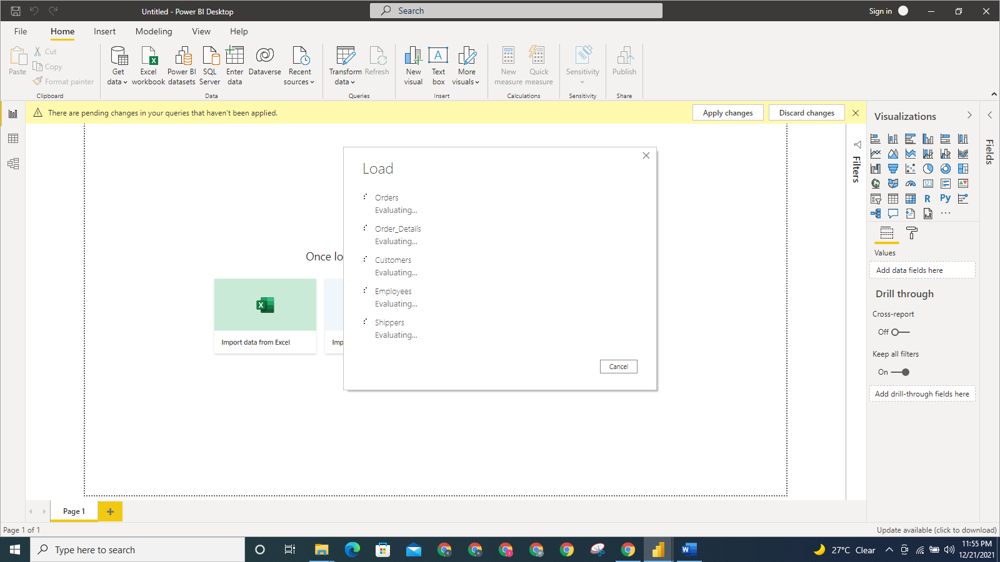 Untitled - Power BI Desktop
Search
Sign in
File
Home
Insert
Modeling
View
Help
Paste
Cut
Copy
Format painter
Clipboard
Get
data
Excel
workbook
Power BI
datasets
SQL
Server
Enter
data
Dataverse
Recent
sources
Data
Transform
data
Refresh
Queries
New
visual
Text
box
More
visuals
Insert
New
measure
Quick
measure
Calculations
Sensitivity
Sensitivity
Publish
Share
There are pending changes in your queries that haven't been applied.
Apply changes
Discard changes
Load
Orders
Evaluating...
Order_Details
Evaluating...
Customers
Evaluating...
Employees
Evaluating...
Shippers
Evaluating...
Cancel
Once lo
Import data from Excel
Imp
Filters
Visualizations
Fields
123
R
Py
Values
Add data fields here
Drill through
Cross-report
Off
Keep all filters
On
Add drill-through fields here
Page 1
Page 1 of 1
Update available (click to download)
Type here to search
27°C Clear
11:55 PM
12/21/2021